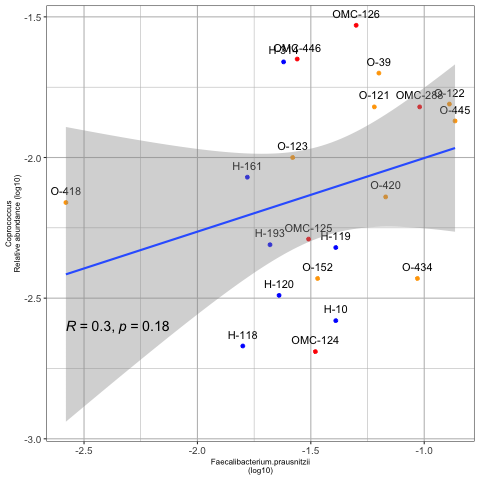 -1.5
-2.0
-2.5
-3.0
Coprococcus
Relative abundance (log10)
OMC-126
OMC-446
O-39
O-121
O-122
O-445
O-123
H-161
O-418
O-420
H-193
OMC-125
H-119
O-152
O-434
H-120
H-10
H-118
OMC-124
R = 0.3, p = 0.18
-2.5
-2.0
-1.5
-1.0
Faecalibacterium.prausnitzii
(log10)